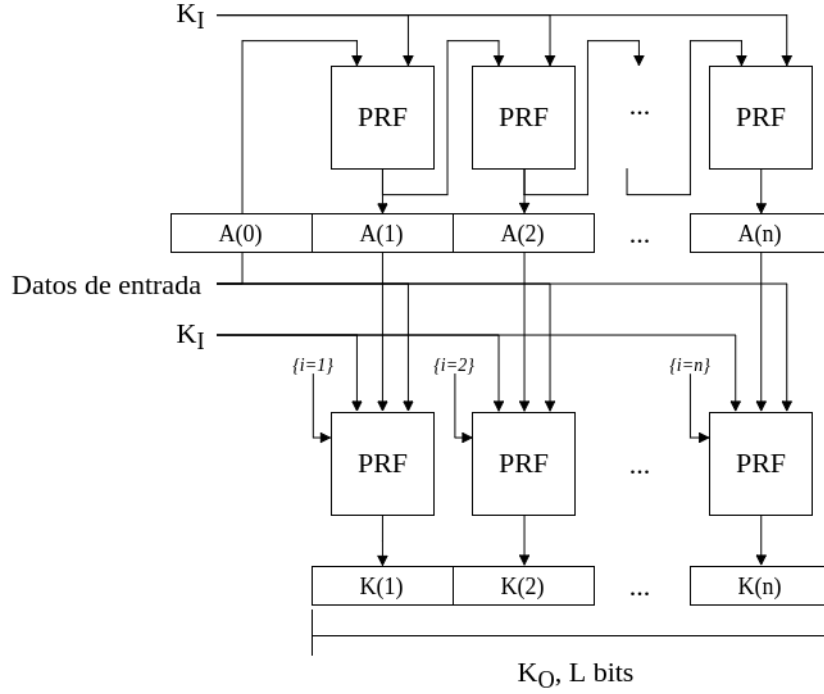 K_I
PRF PRF ... PRF
A(0) A(1) A(2) ... A(n)
Datos de entrada
K_I
{i=1} {i=2} {i=n}
PRF PRF ... PRF
K(1) K(2) ... K(n)
K_O, L bits